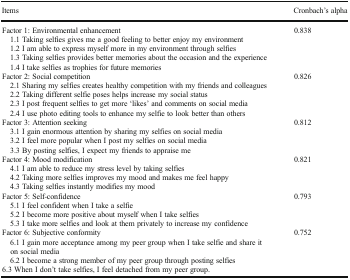 Items Cronbach's alpha
Factor 1: Environmental enhancement 0.838
1.1 Taking selfies gives me a good feeling to better enjoy my environment
1.2 I am able to express myself more in my environment through selfies
1.3 Taking selfies provides better memories about the occasion and the experience
1.4 I take selfies as trophies for future memories
Factor 2: Social competition 0.826
2.1 Sharing my selfies creates healthy competition with my friends and colleagues
2.2 Taking different selfie poses helps increase my social status
2.3 I post frequent selfies to get more 'likes' and comments on social media
2.4 I use photo editing tools to enhance my selfie to look better than others
Factor 3: Attention seeking 0.812
3.1 I gain enormous attention by sharing my selfies on social media
3.2 I feel more popular when I post my selfies on social media
3.3 By posting selfies, I expect my friends to appraise me
Factor 4: Mood modification 0.821
4.1 I am able to reduce my stress level by taking selfies
4.2 Taking more selfies improves my mood and makes me feel happy
4.3 Taking selfies instantly modifies my mood
Factor 5: Self-confidence 0.793
5.1 I feel confident when I take a selfie
5.2 I become more positive about myself when I take selfies
5.3 I take more selfies and look at them privately to increase my confidence
Factor 6: Subjective conformity 0.752
6.1 I gain more acceptance among my peer group when I take selfie and share it
on social media
6.2 I become a strong member of my peer group through posting selfies
6.3 When I don't take selfies, I feel detached from my peer group.